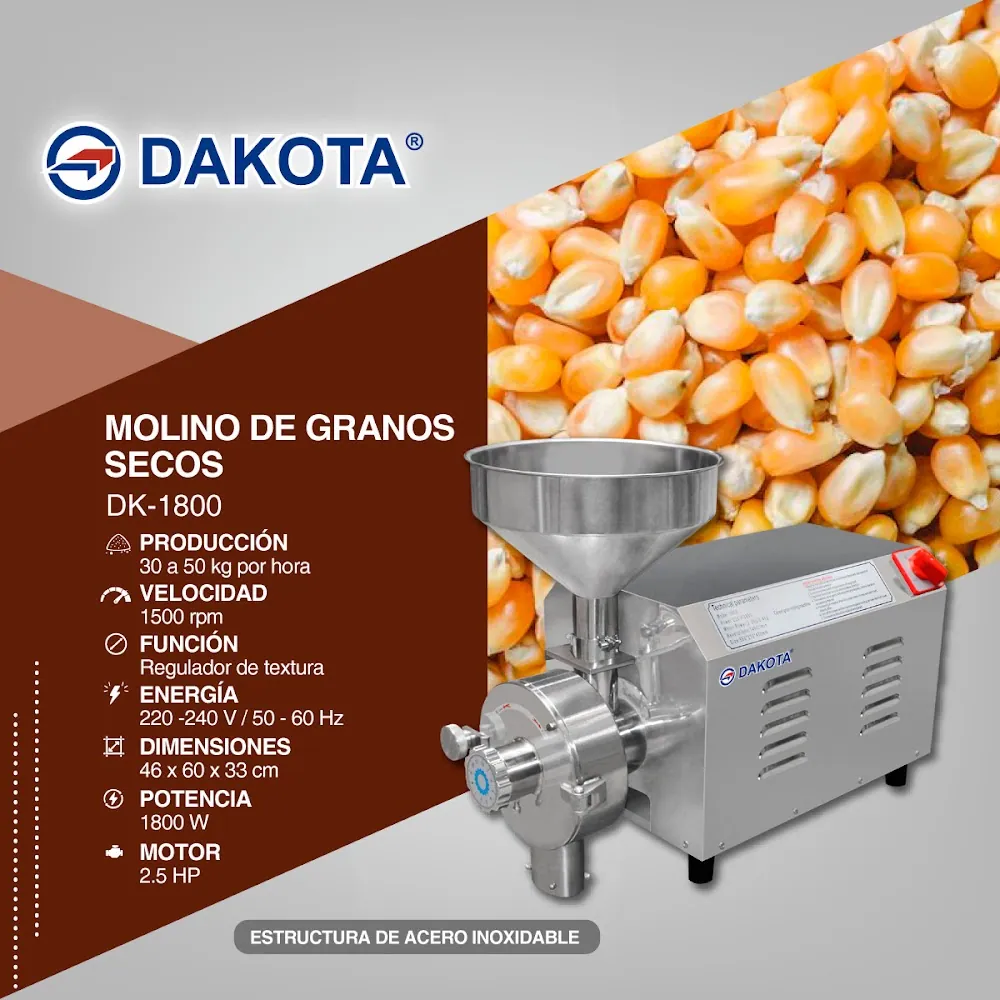 DAKOTA®
MOLINO DE GRANOS
SECOS
DK-1800
PRODUCCIÓN
30 a 50 kg por hora
VELOCIDAD
1500 rpm
FUNCIÓN
Regulador de textura
ENERGÍA
220 -240 V / 50 - 60 Hz
DIMENSIONES
46 x 60 x 33 cm
POTENCIA
1800 W
MOTOR
2.5 HP
Technical parameters
DAKOTA®
ESTRUCTURA DE ACERO INOXIDABLE